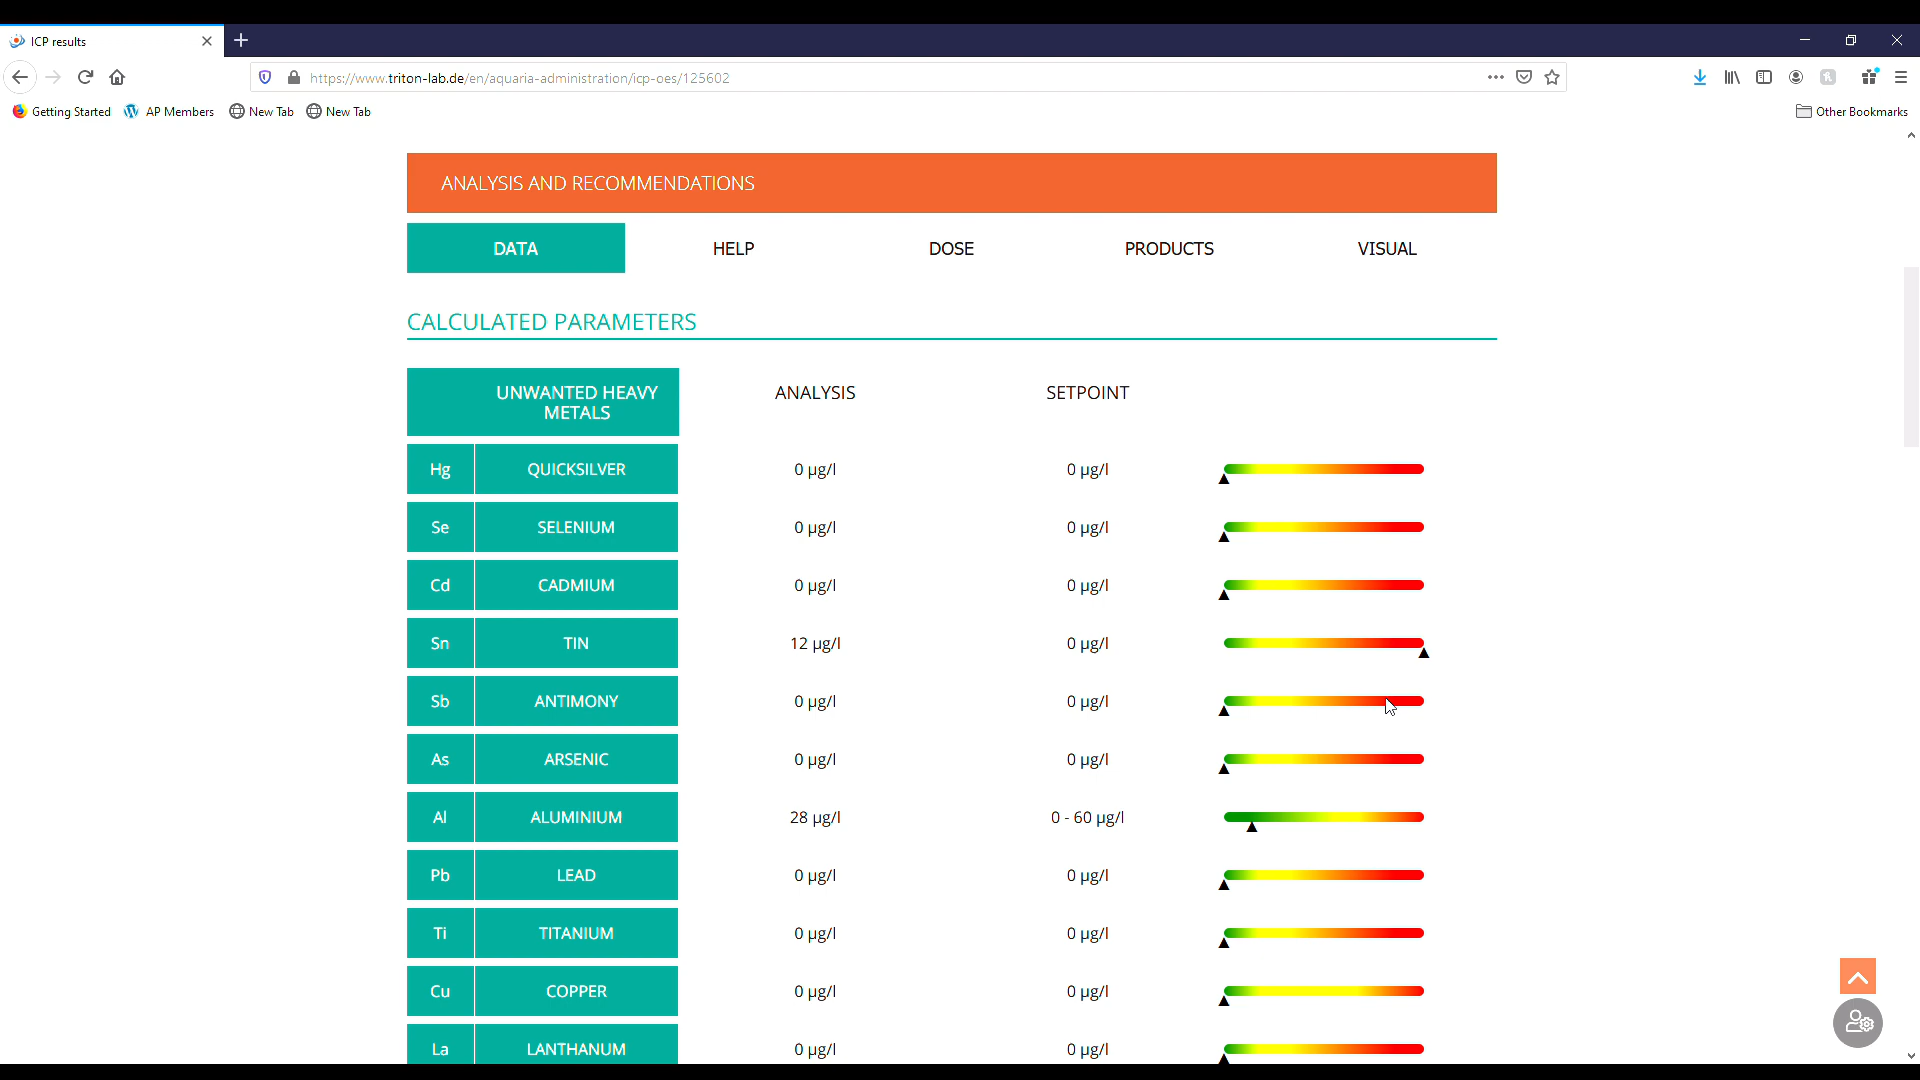 ICP results
https://www.triton-lab.de/en/aquaria-administration/icp-oes/125602
Getting Started AP Members New Tab New Tab Other Bookmarks
ANALYSIS AND RECOMMENDATIONS
DATA HELP DOSE PRODUCTS VISUAL
CALCULATED PARAMETERS
UNWANTED HEAVY METALS ANALYSIS SETPOINT
Hg QUICKSILVER 0 µg/l 0 µg/l
Se SELENIUM 0 µg/l 0 µg/l
Cd CADMIUM 0 µg/l 0 µg/l
Sn TIN 12 µg/l 0 µg/l
Sb ANTIMONY 0 µg/l 0 µg/l
As ARSENIC 0 µg/l 0 µg/l
Al ALUMINIUM 28 µg/l 0 - 60 µg/l
Pb LEAD 0 µg/l 0 µg/l
Ti TITANIUM 0 µg/l 0 µg/l
Cu COPPER 0 µg/l 0 µg/l
La LANTHANUM 0 µg/l 0 µg/l